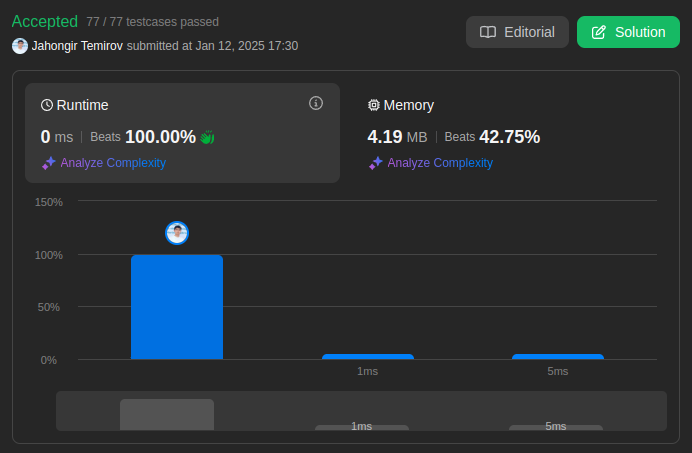 Accepted 77 / 77 testcases passed
Jahongir Temirov submitted at Jan 12, 2025 17:30
Editorial
Solution
Runtime
0 ms Beats 100.00%
Analyze Complexity
Memory
4.19 MB Beats 42.75%
Analyze Complexity
150%
100%
50%
0%
1ms 5ms
1ms 5ms